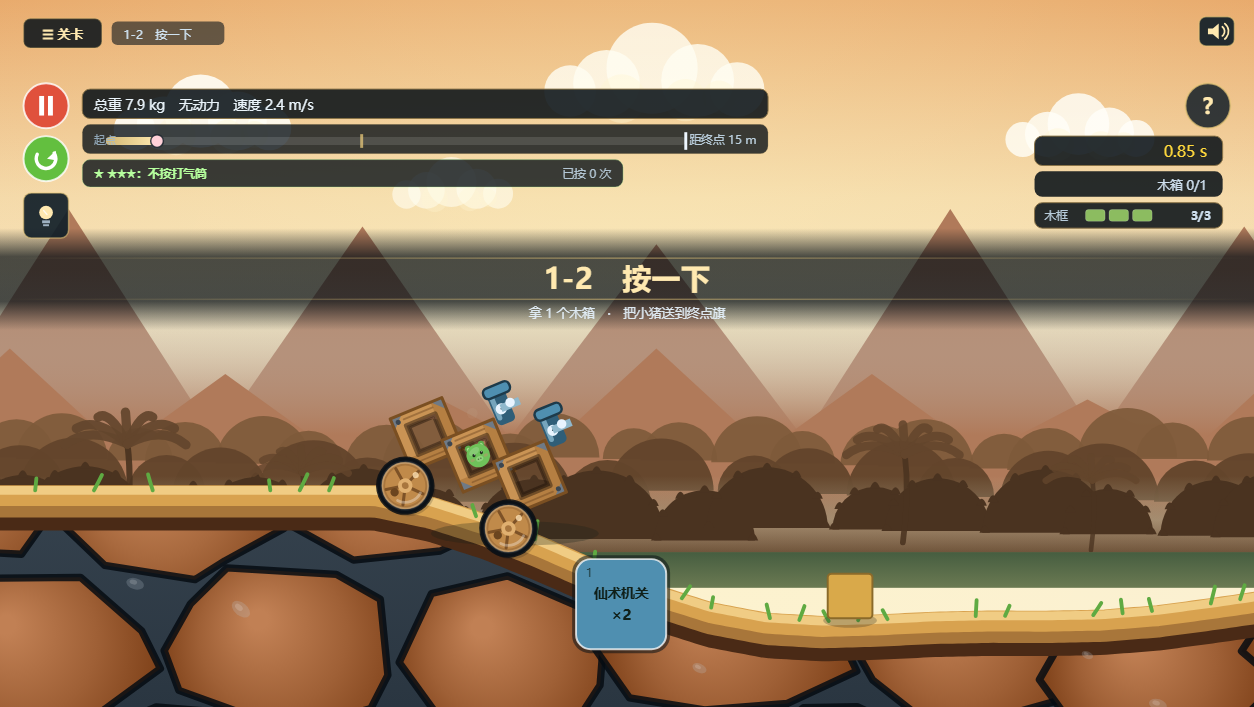 ☰ 关卡
1-2 按一下
总重 7.9 kg 无动力 速度 2.4 m/s
起点
距终点 15 m
★ ★★★: 不按打气筒
已按 0 次
?
0.85 s
木箱 0/1
木框 3/3
1-2 按一下
拿 1 个木箱 · 把小猪送到终点旗
1
仙术机关
×2